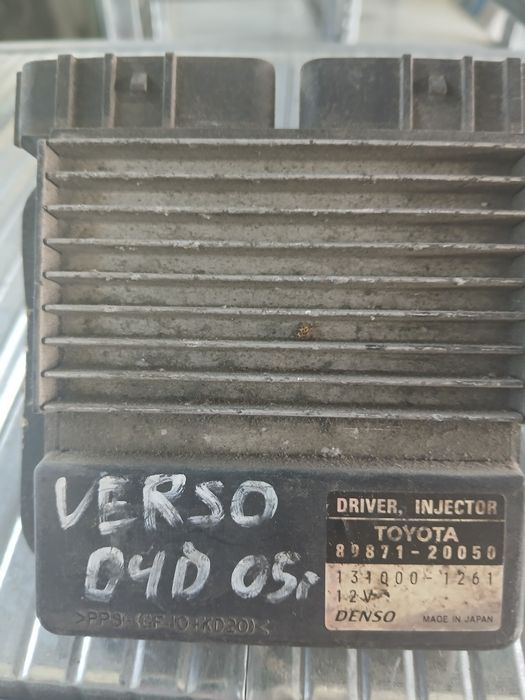 VERSO
D4D 05r
DRIVER, INJECTOR
TOYOTA
89871-20050
131000-1261
12V
DENSO MADE IN JAPAN